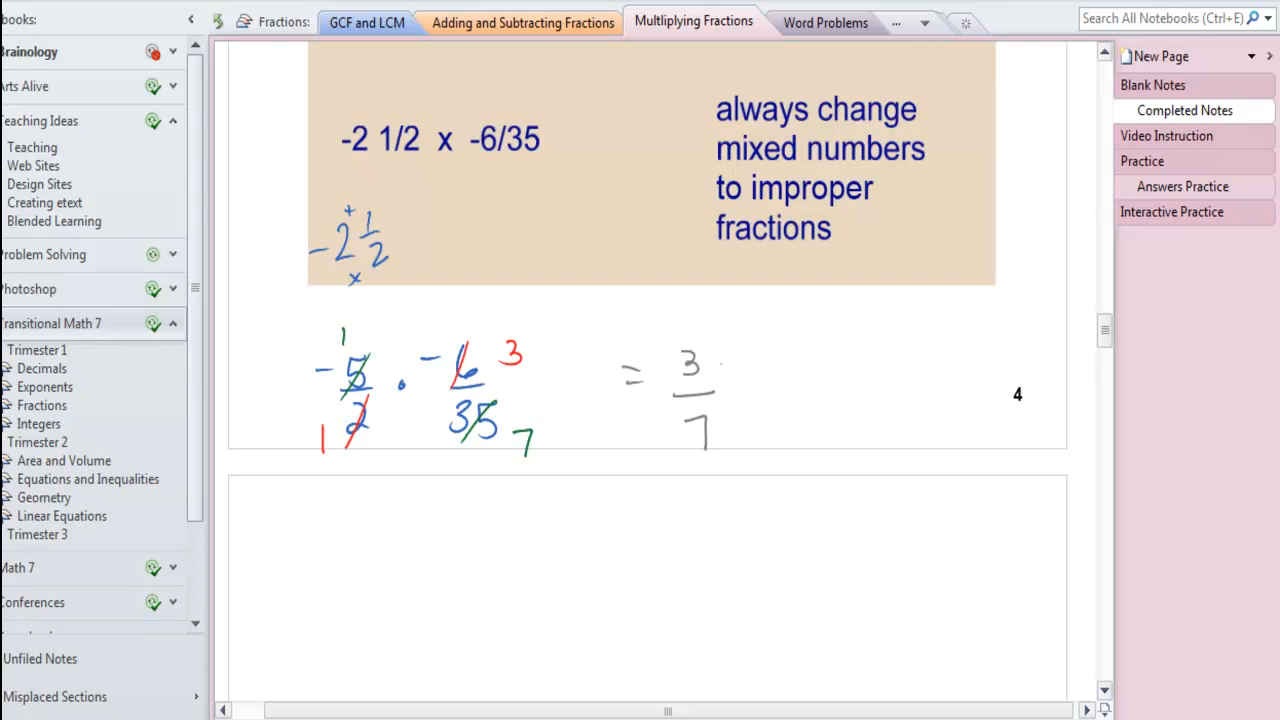 books:
Fractions:
GCF and LCM
Adding and Subtracting Fractions
Multiplying Fractions
Word Problems
...
Search All Notebooks (Ctrl+E)
Brainology
Arts Alive
Teaching Ideas
Teaching
Web Sites
Design Sites
Creating etext
Blended Learning
Problem Solving
Photoshop
Transitional Math 7
Trimester 1
Decimals
Exponents
Fractions
Integers
Trimester 2
Area and Volume
Equations and Inequalities
Geometry
Linear Equations
Trimester 3
Math 7
Conferences
Unfiled Notes
Misplaced Sections
-2 1/2 x -6/35
always change
mixed numbers
to improper
fractions
+
-2 1/2
x
1 3
-5/2 · -6/35 = 3/7
1 7
4
New Page
Blank Notes
Completed Notes
Video Instruction
Practice
Answers Practice
Interactive Practice